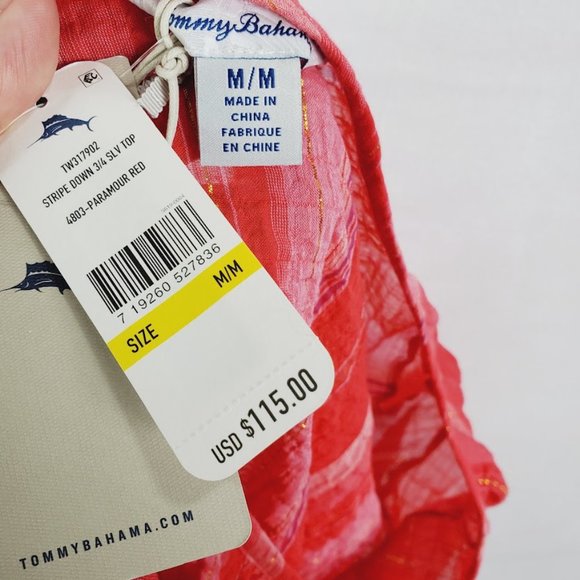 Tommy Bahama
M/M
MADE IN
CHINA
FABRIQUE
EN CHINE
TW317902
STRIPE DOWN 3/4 SLV TOP
4803-PARAMOUR RED
7 19260 527836
SIZE M/M
USD $115.00
TOMMYBAHAMA.COM